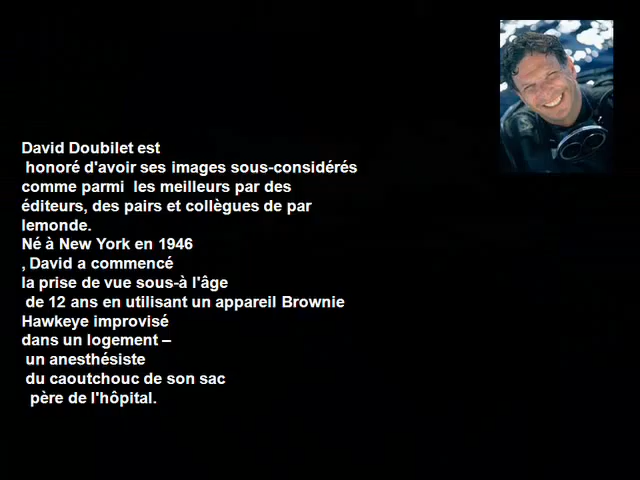 David Doubilet est
honoré d'avoir ses images sous-considérés
comme parmi les meilleurs par des
éditeurs, des pairs et collègues de par
lemonde.
Né à New York en 1946
, David a commencé
la prise de vue sous-à l'âge
de 12 ans en utilisant un appareil Brownie
Hawkeye improvisé
dans un logement –
un anesthésiste
du caoutchouc de son sac
père de l'hôpital.